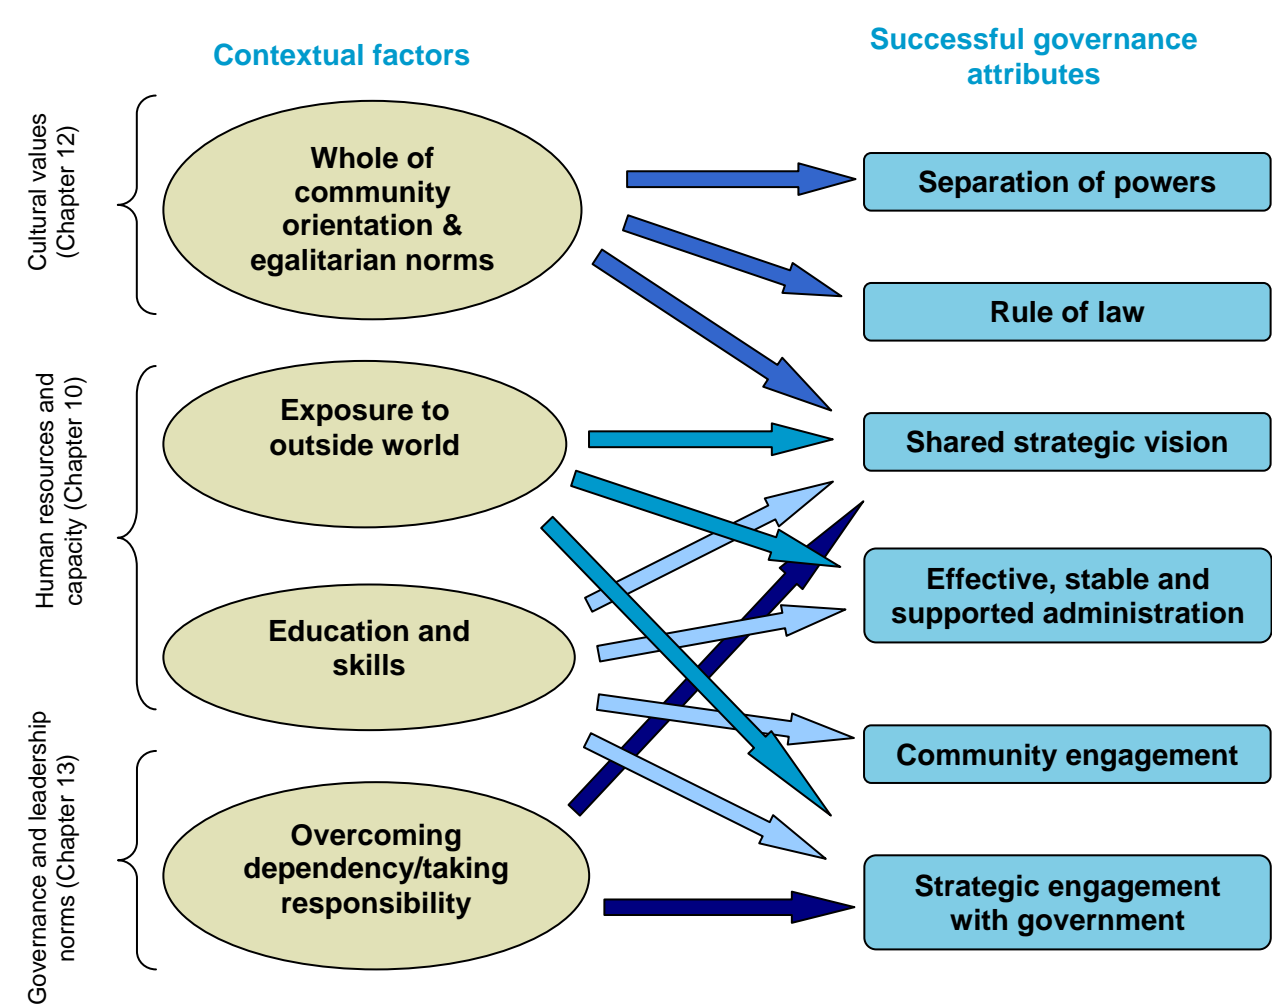 Contextual factors
Successful governance
attributes
Cultural values
(Chapter 12)
Whole of
community
orientation &
egalitarian norms
Separation of powers
Rule of law
Human resources and
capacity (Chapter 10)
Exposure to
outside world
Shared strategic vision
Education and
skills
Effective, stable and
supported administration
Community engagement
Governance and leadership
norms (Chapter 13)
Overcoming
dependency/taking
responsibility
Strategic engagement
with government